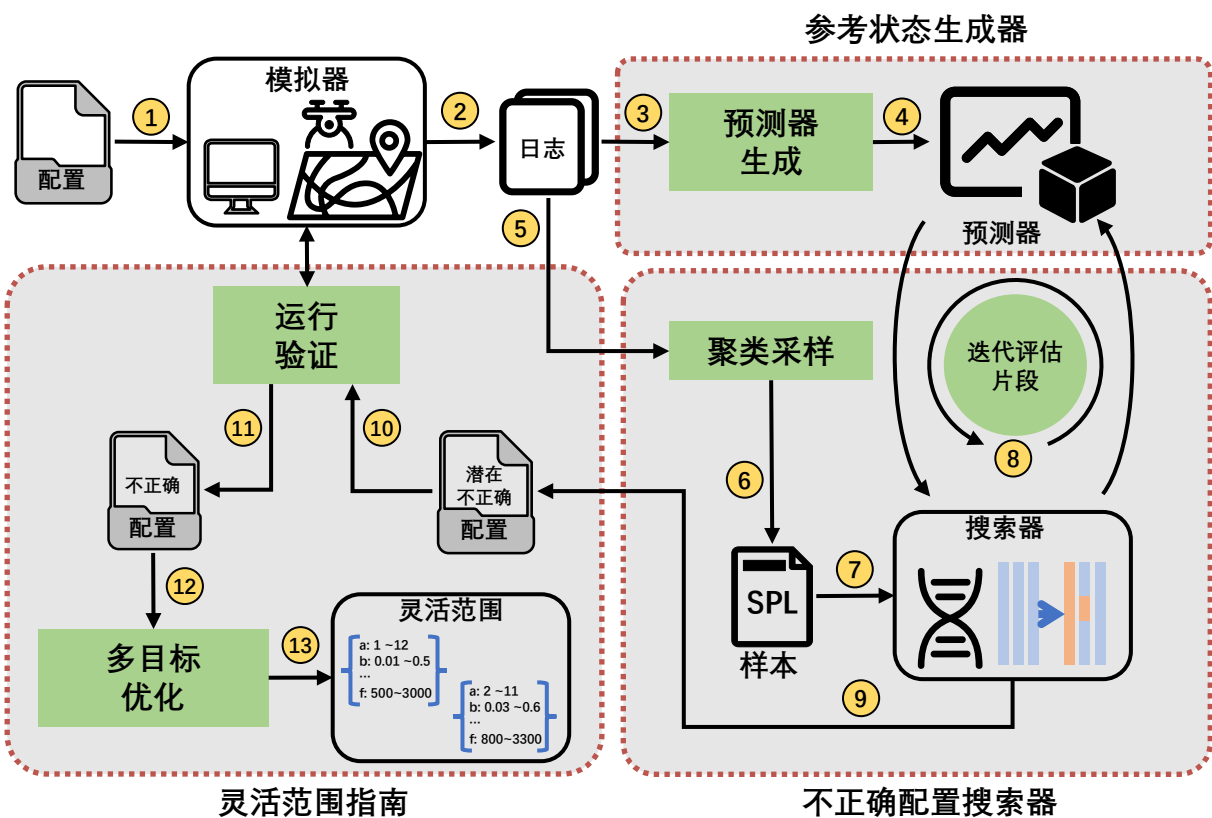 参考状态生成器
配置
1
模拟器
2
日志
3
预测器
生成
4
预测器
5
运行
验证
聚类采样
迭代评估
片段
8
11
10
不正确
配置
潜在
不正确
配置
6
SPL
样本
7
搜索器
9
12
多目标
优化
13
灵活范围
a: 1 ~12
b: 0.01 ~0.5
...
f: 500~3000
a: 2 ~11
b: 0.03 ~0.6
...
f: 800~3300
灵活范围指南
不正确配置搜索器